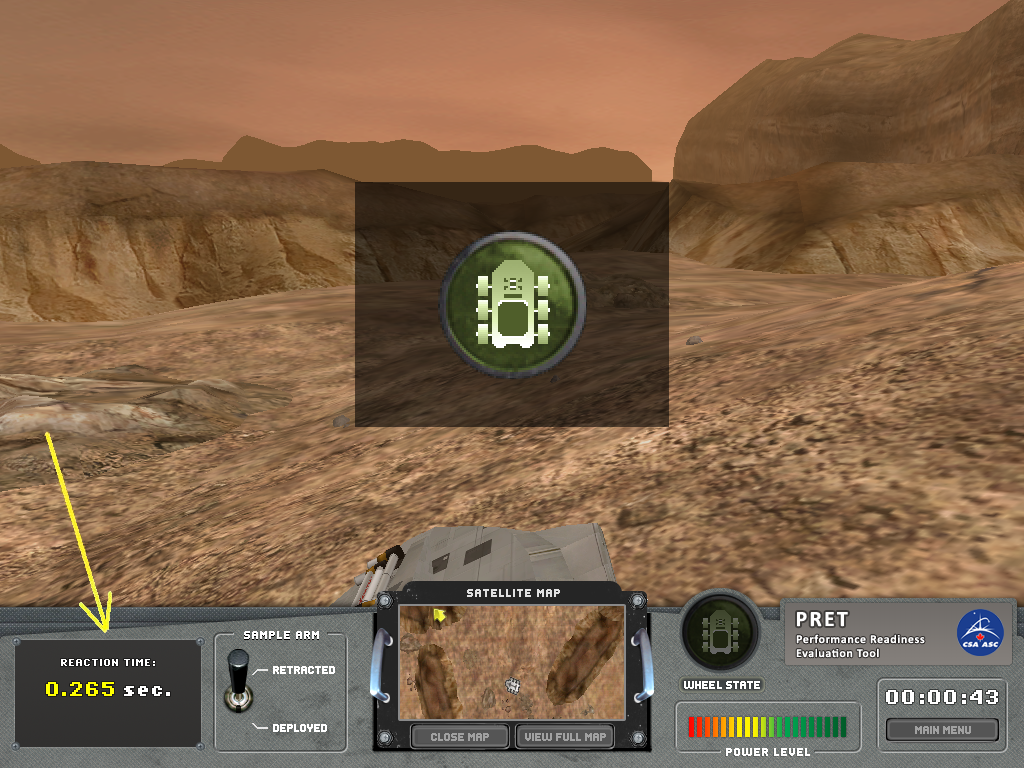 SATELLITE MAP
REACTION TIME:
0.265 sec.
SAMPLE ARM
RETRACTED
DEPLOYED
CLOSE MAP
VIEW FULL MAP
WHEEL STATE
POWER LEVEL
PRET
Performance Readiness
Evaluation Tool
CSA ASC
00:00:43
MAIN MENU